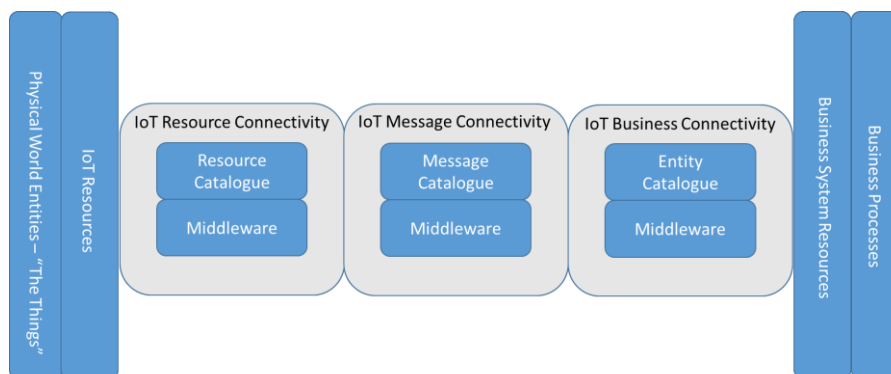 Physical World Entities – “The Things”
IoT Resources
IoT Resource Connectivity
Resource
Catalogue
Middleware
IoT Message Connectivity
Message
Catalogue
Middleware
IoT Business Connectivity
Entity
Catalogue
Middleware
Business System Resources
Business Processes